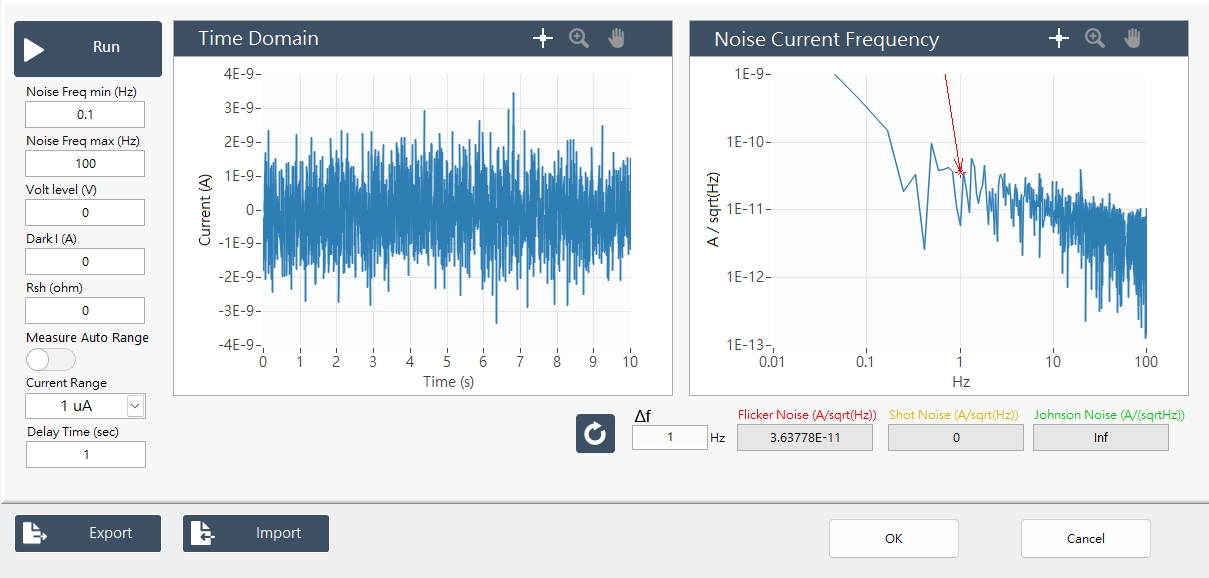 Run
Noise Freq min (Hz)
0.1
Noise Freq max (Hz)
100
Volt level (V)
0
Dark I (A)
0
Rsh (ohm)
0
Measure Auto Range
Current Range
1 uA
Delay Time (sec)
1
Time Domain
4E-9
3E-9
2E-9
1E-9
0
-1E-9
-2E-9
-3E-9
-4E-9
Current (A)
0 1 2 3 4 5 6 7 8 9 10
Time (s)
Noise Current Frequency
1E-9
1E-10
1E-11
1E-12
1E-13
A / sqrt(Hz)
0.01 0.1 1 10 100
Hz
Δf
1 Hz
Flicker Noise (A/sqrt(Hz))
3.63778E-11
Shot Noise (A/sqrt(Hz))
0
Johnson Noise (A/(sqrtHz))
Inf
Export
Import
OK
Cancel